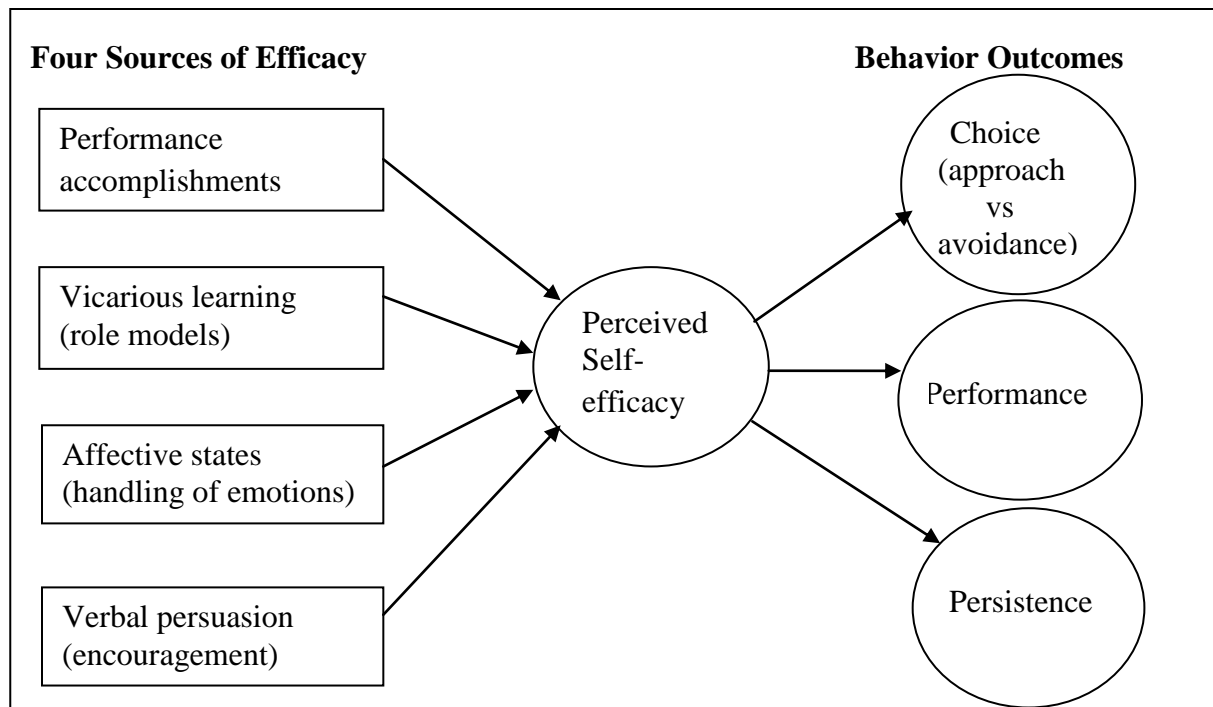 Four Sources of Efficacy
Performance
accomplishments
Vicarious learning
(role models)
Affective states
(handling of emotions)
Verbal persuasion
(encouragement)
Perceived
Self-
efficacy
Behavior Outcomes
Choice
(approach
vs
avoidance)
Performance
Persistence